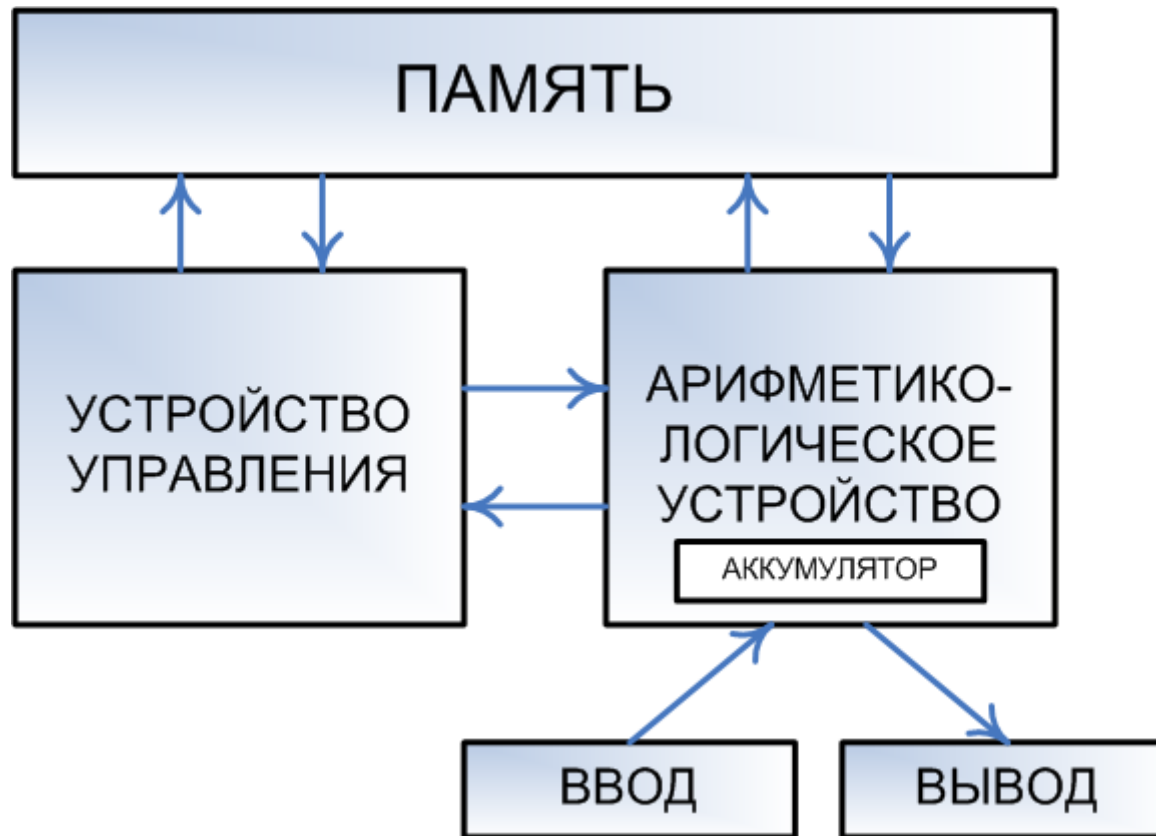 ПАМЯТЬ
УСТРОЙСТВО
УПРАВЛЕНИЯ
АРИФМЕТИКО-
ЛОГИЧЕСКОЕ
УСТРОЙСТВО
АККУМУЛЯТОР
ВВОД
ВЫВОД